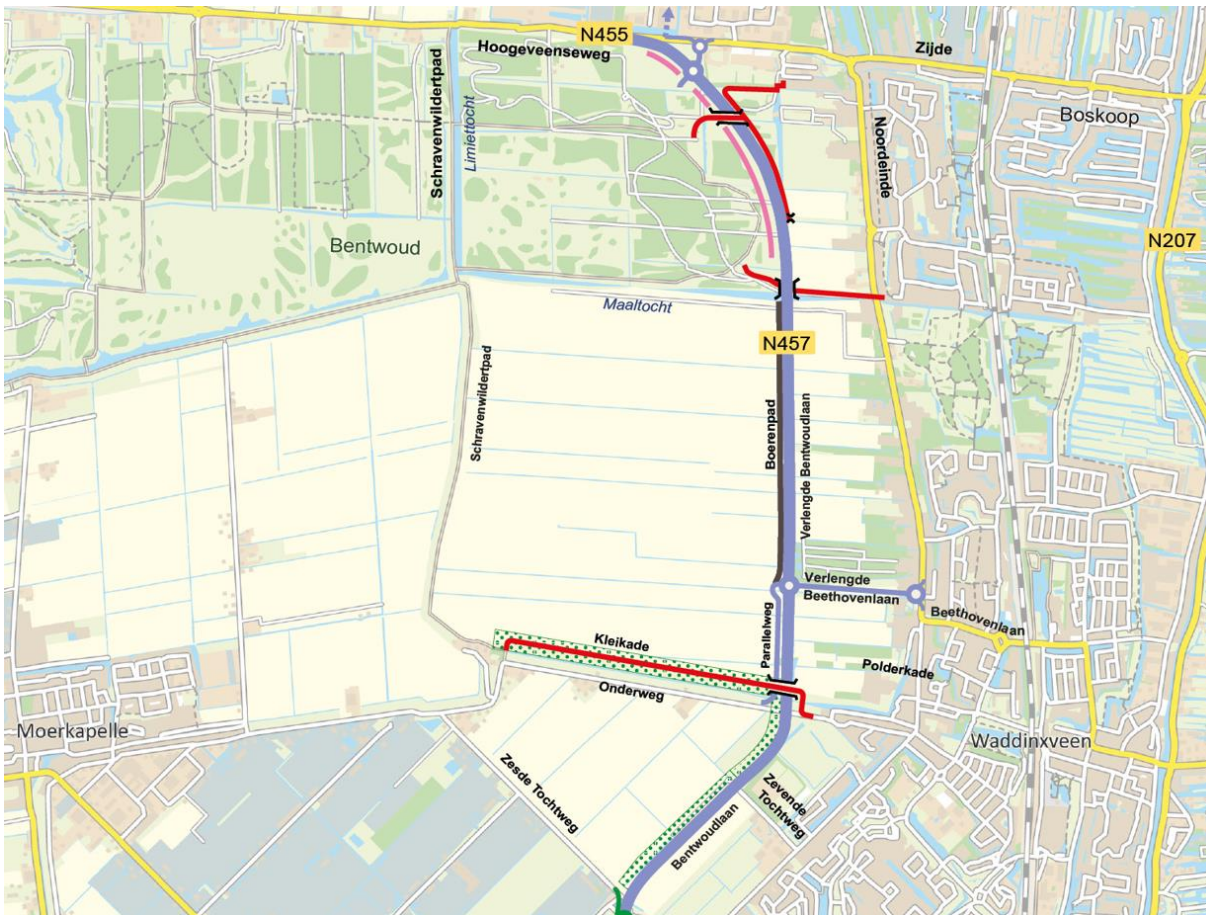 N455
Hoogeveenseweg
Zijde
Schravenwildertpad
Limiettocht
Noordeinde
Boskoop
Bentwoud
N207
Maaltocht
N457
Schravenwildertpad
Boerenpad
Verlengde Bentwoudlaan
Verlengde
Beethovenlaan
Beethovenlaan
Kleikade
Parallelweg
Polderkade
Onderweg
Moerkapelle
Waddinxveen
Zesde Tochtweg
Zevende
Tochtweg
Bentwoudlaan